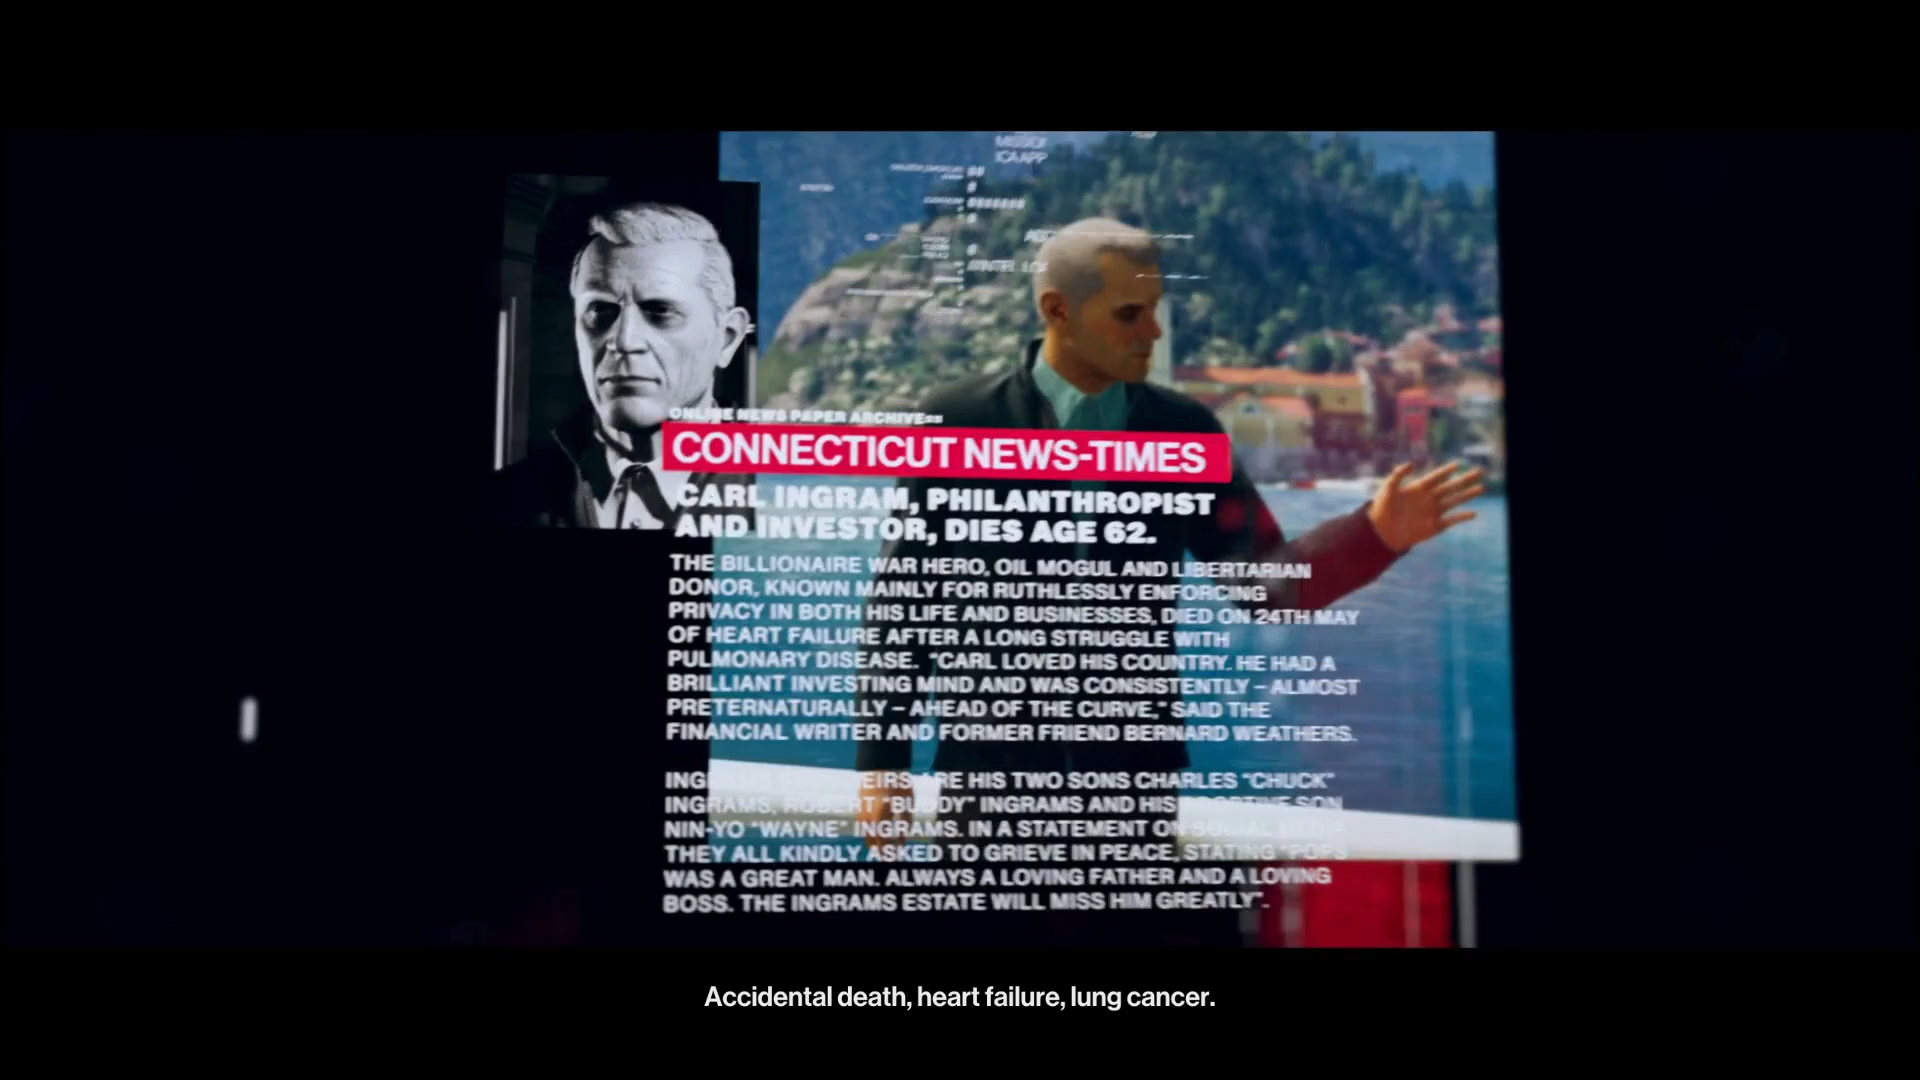 ICA APP
ONLINE NEWS PAPER ARCHIVE==
CONNECTICUT NEWS-TIMES
CARL INGRAM, PHILANTHROPIST
AND INVESTOR, DIES AGE 62.
THE BILLIONAIRE WAR HERO, OIL MOGUL AND LIBERTARIAN
DONOR, KNOWN MAINLY FOR RUTHLESSLY ENFORCING
PRIVACY IN BOTH HIS LIFE AND BUSINESSES, DIED ON 24TH MAY
OF HEART FAILURE AFTER A LONG STRUGGLE WITH
PULMONARY DISEASE. "CARL LOVED HIS COUNTRY. HE HAD A
BRILLIANT INVESTING MIND AND WAS CONSISTENTLY – ALMOST
PRETERNATURALLY – AHEAD OF THE CURVE," SAID THE
FINANCIAL WRITER AND FORMER FRIEND BERNARD WEATHERS.
ARE HIS TWO SONS CHARLES "CHUCK"
INGRAMS, ROBERT "BUDDY" INGRAMS AND HIS SON
NIN-YO "WAYNE" INGRAMS. IN A STATEMENT ON
THEY ALL KINDLY ASKED TO GRIEVE IN PEACE, STATING "POPS
WAS A GREAT MAN. ALWAYS A LOVING FATHER AND A LOVING
BOSS. THE INGRAMS ESTATE WILL MISS HIM GREATLY".
Accidental death, heart failure, lung cancer.